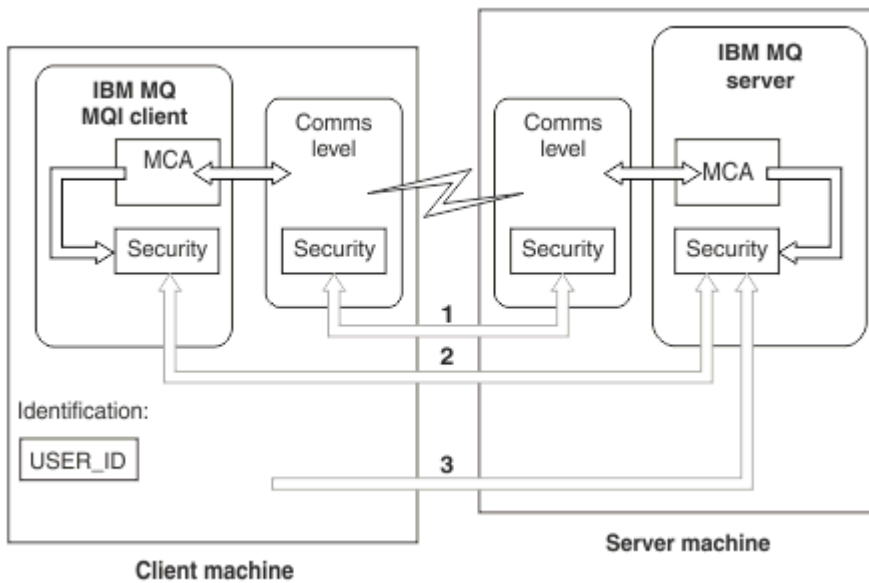 IBM MQ
MQI client
MCA
Security
Comms
level
Security
Comms
level
Security
IBM MQ
server
MCA
Security
1
2
3
Identification:
USER_ID
Client machine
Server machine